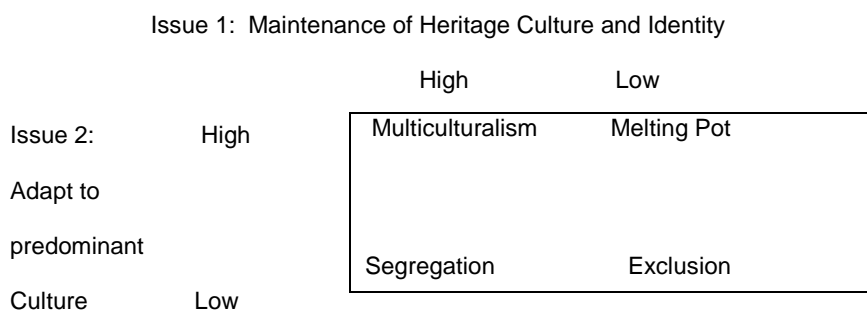 Issue 1: Maintenance of Heritage Culture and Identity
High Low
Issue 2: High Multiculturalism Melting Pot
Adapt to
predominant
Segregation Exclusion
Culture Low